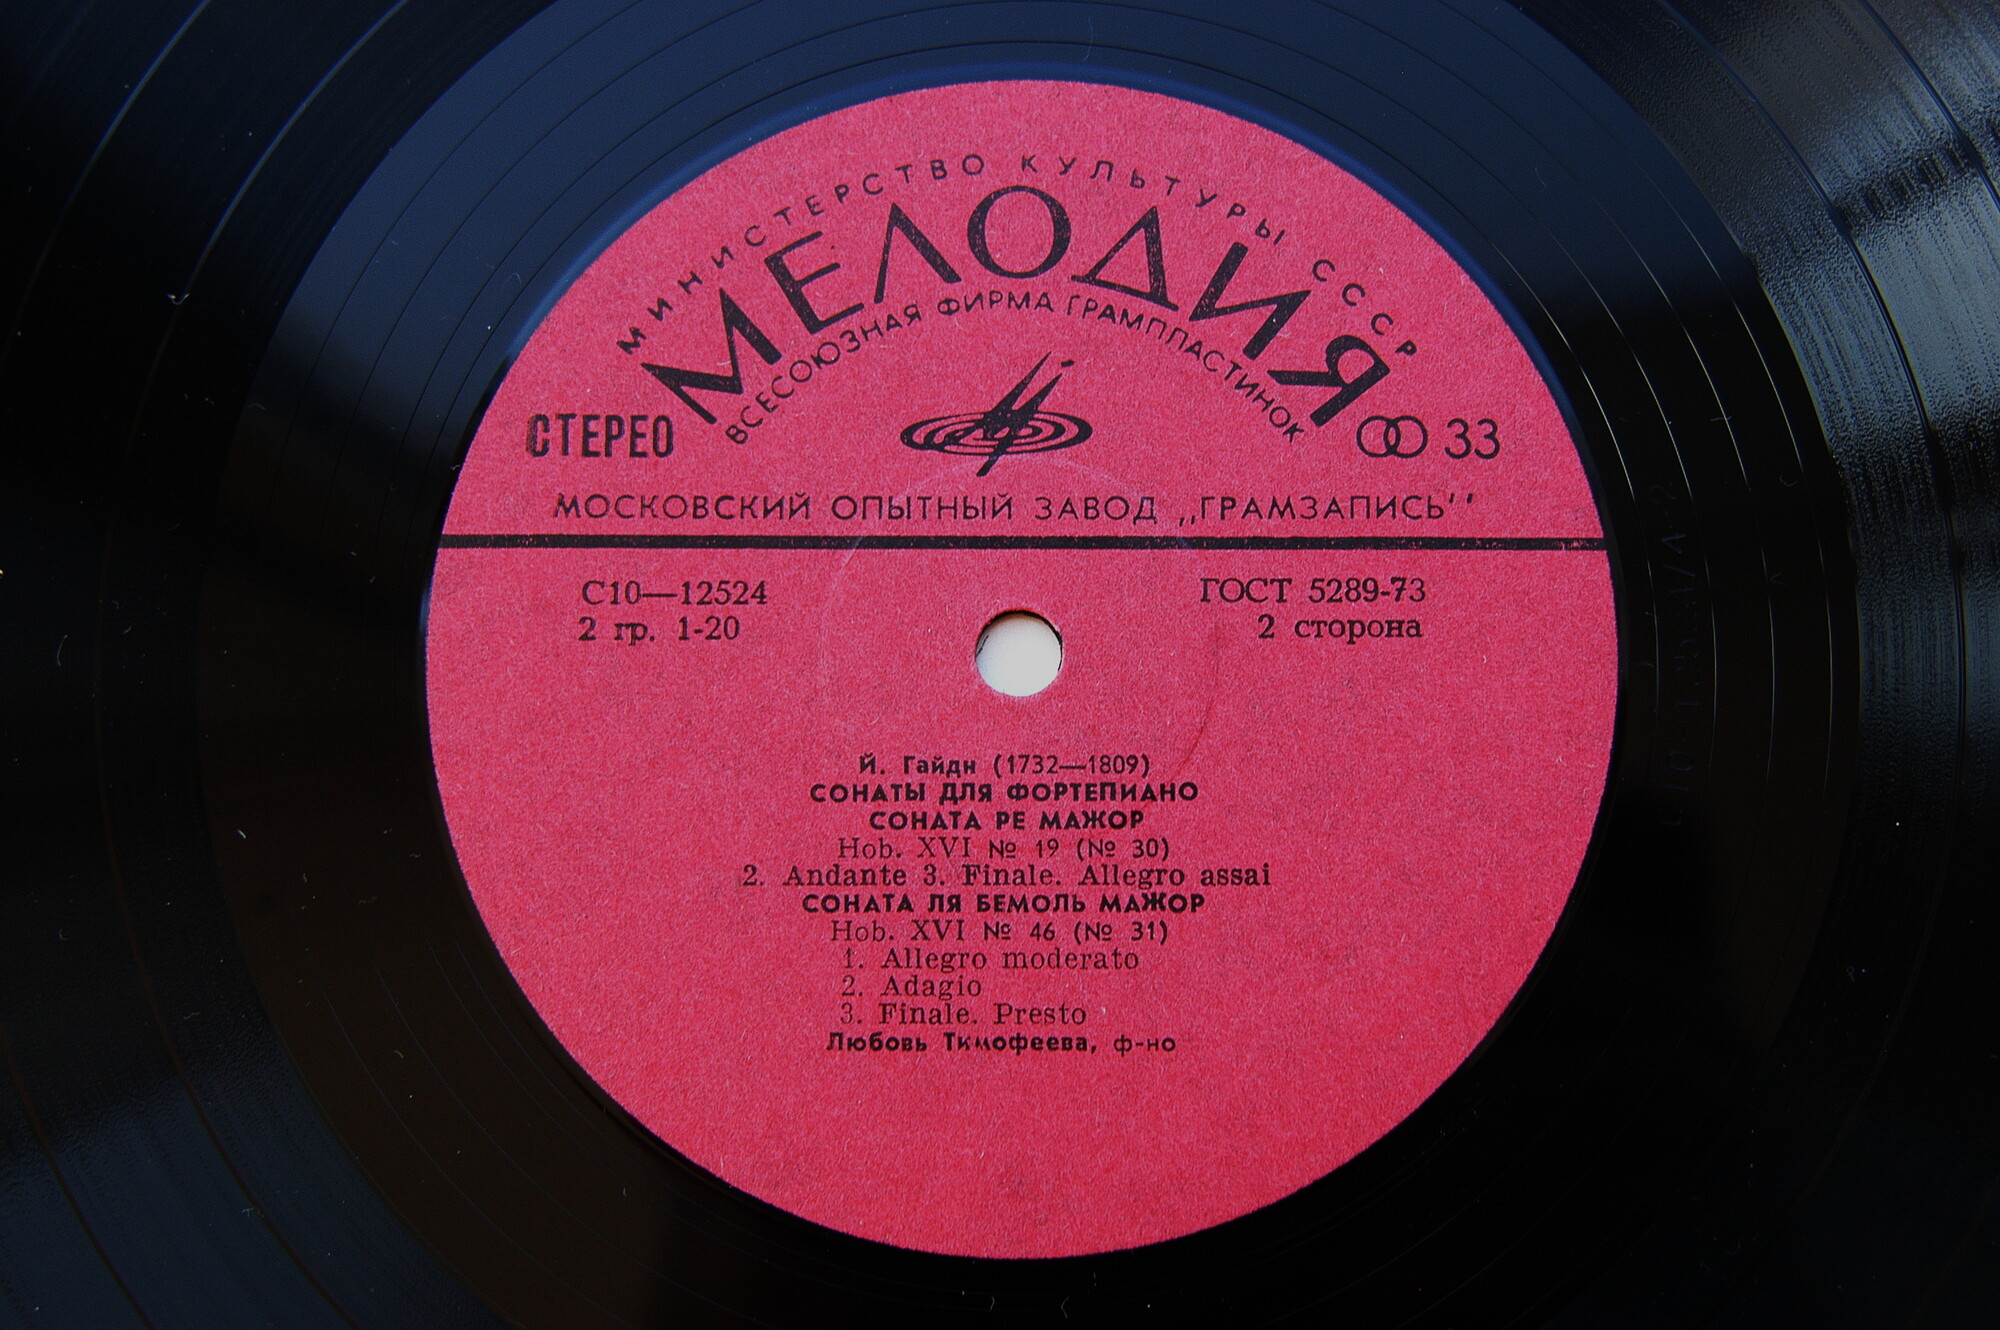 МИНИСТЕРСТВО КУЛЬТУРЫ СССР
МЕЛОДИЯ
ВСЕСОЮЗНАЯ ФИРМА ГРАМПЛАСТИНОК
СТЕРЕО
33
МОСКОВСКИЙ ОПЫТНЫЙ ЗАВОД „ГРАМЗАПИСЬ''
С10—12524
ГОСТ 5289-73
2 гр. 1-20
2 сторона
Й. Гайдн (1732—1809)
СОНАТЫ ДЛЯ ФОРТЕПИАНО
СОНАТА РЕ МАЖОР
Hob. XVI № 19 (№ 30)
2. Andante 3. Finale. Allegro assai
СОНАТА ЛЯ БЕМОЛЬ МАЖОР
Hob. XVI № 46 (№ 31)
1. Allegro moderato
2. Adagio
3. Finale. Presto
Любовь Тимофеева, ф-но